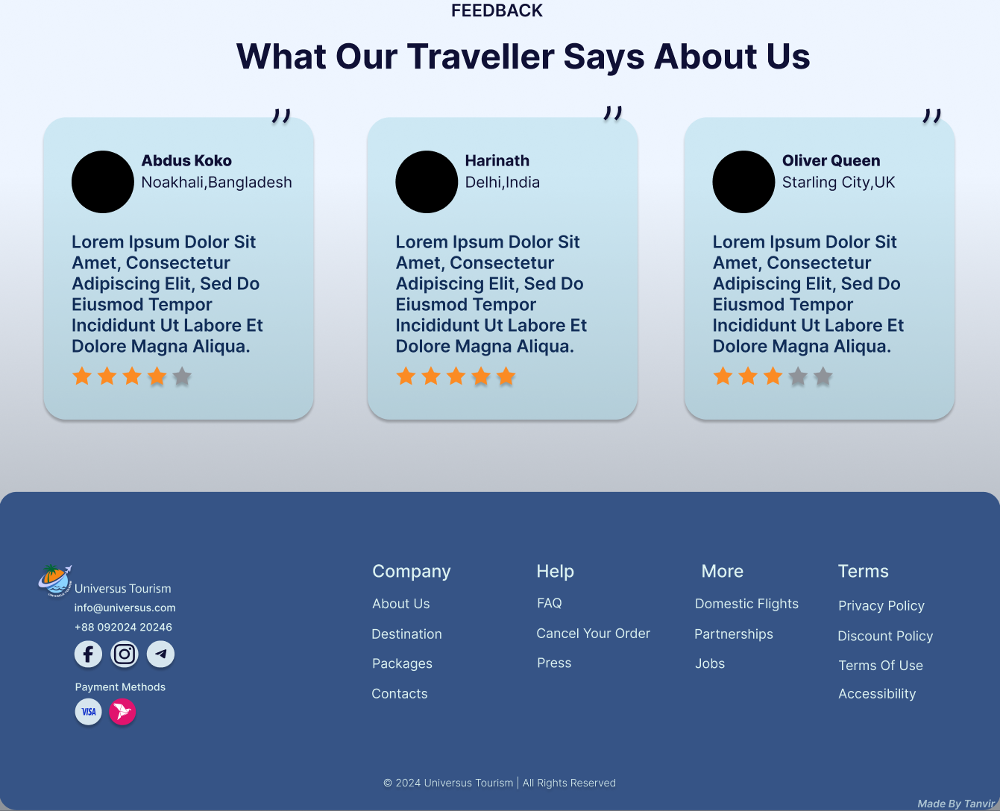 FEEDBACK
What Our Traveller Says About Us
”
Abdus Koko
Noakhali,Bangladesh
Lorem Ipsum Dolor Sit
Amet, Consectetur
Adipiscing Elit, Sed Do
Eiusmod Tempor
Incididunt Ut Labore Et
Dolore Magna Aliqua.
”
Harinath
Delhi,India
Lorem Ipsum Dolor Sit
Amet, Consectetur
Adipiscing Elit, Sed Do
Eiusmod Tempor
Incididunt Ut Labore Et
Dolore Magna Aliqua.
”
Oliver Queen
Starling City,UK
Lorem Ipsum Dolor Sit
Amet, Consectetur
Adipiscing Elit, Sed Do
Eiusmod Tempor
Incididunt Ut Labore Et
Dolore Magna Aliqua.
Universus Tourism
info@universus.com
+88 092024 20246
Payment Methods
VISA
Company
About Us
Destination
Packages
Contacts
Help
FAQ
Cancel Your Order
Press
More
Domestic Flights
Partnerships
Jobs
Terms
Privacy Policy
Discount Policy
Terms Of Use
Accessibility
© 2024 Universus Tourism | All Rights Reserved
Made By Tanvir